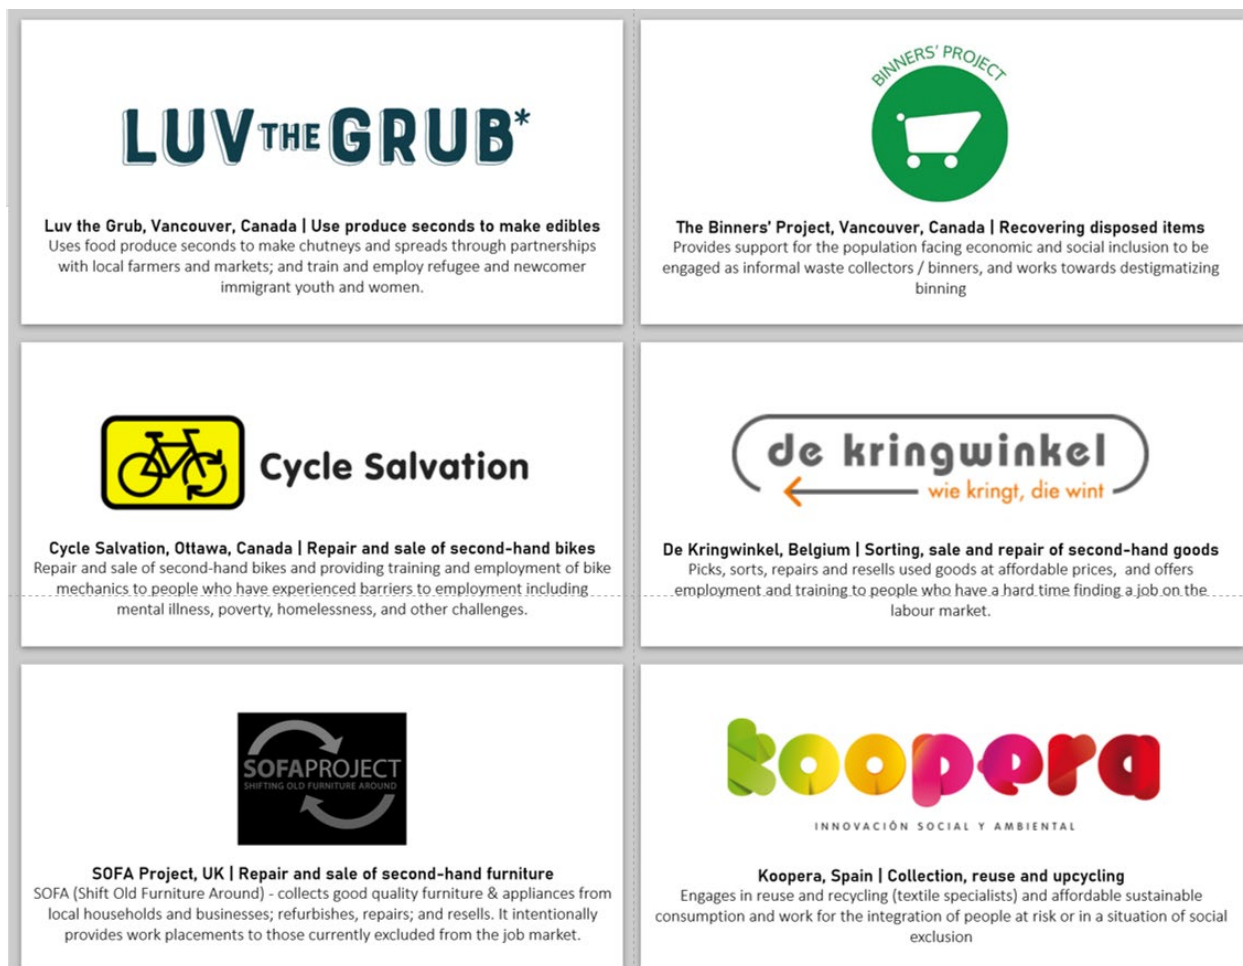 LUV THE GRUB*
Luv the Grub, Vancouver, Canada | Use produce seconds to make edibles
Uses food produce seconds to make chutneys and spreads through partnerships
with local farmers and markets; and train and employ refugee and newcomer
immigrant youth and women.
BINNERS' PROJECT
The Binners' Project, Vancouver, Canada | Recovering disposed items
Provides support for the population facing economic and social inclusion to be
engaged as informal waste collectors / binners, and works towards destigmatizing
binning
Cycle Salvation
Cycle Salvation, Ottawa, Canada | Repair and sale of second-hand bikes
Repair and sale of second-hand bikes and providing training and employment of bike
mechanics to people who have experienced barriers to employment including
mental illness, poverty, homelessness, and other challenges.
de kringwinkel
wie kringt, die wint
De Kringwinkel, Belgium | Sorting, sale and repair of second-hand goods
Picks, sorts, repairs and resells used goods at affordable prices, and offers
employment and training to people who have a hard time finding a job on the
labour market.
SOFAPROJECT
SHIFTING OLD FURNITURE AROUND
SOFA Project, UK | Repair and sale of second-hand furniture
SOFA (Shift Old Furniture Around) - collects good quality furniture & appliances from
local households and businesses; refurbishes, repairs; and resells. It intentionally
provides work placements to those currently excluded from the job market.
koopera
INNOVACIÓN SOCIAL Y AMBIENTAL
Koopera, Spain | Collection, reuse and upcycling
Engages in reuse and recycling (textile specialists) and affordable sustainable
consumption and work for the integration of people at risk or in a situation of social
exclusion